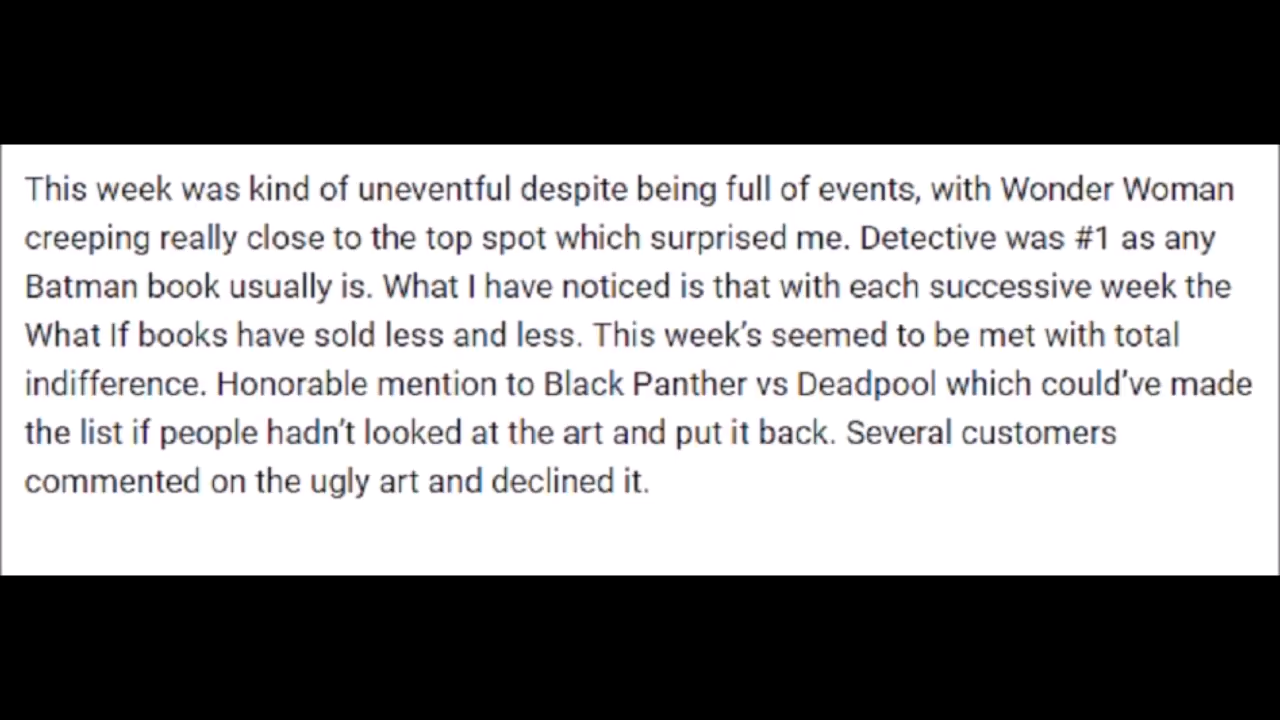 This week was kind of uneventful despite being full of events, with Wonder Woman
creeping really close to the top spot which surprised me. Detective was #1 as any
Batman book usually is. What I have noticed is that with each successive week the
What If books have sold less and less. This week’s seemed to be met with total
indifference. Honorable mention to Black Panther vs Deadpool which could’ve made
the list if people hadn’t looked at the art and put it back. Several customers
commented on the ugly art and declined it.